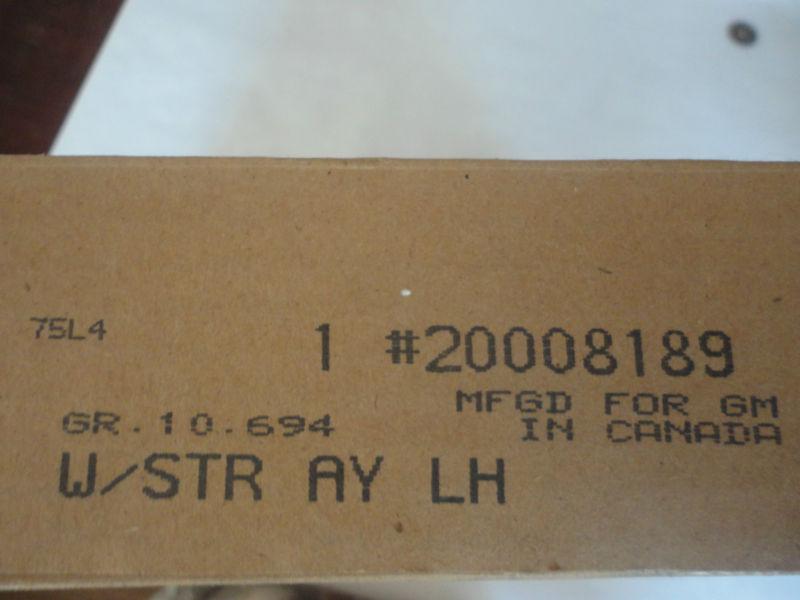 75L4
1 #20008189
MFGD FOR GM
GR.10.694
IN CANADA
W/STR AY LH